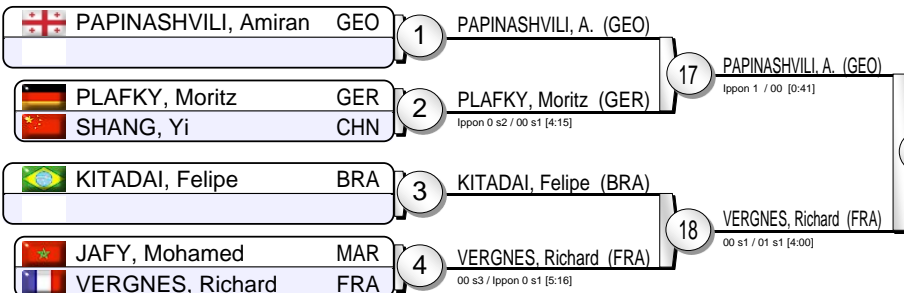 PAPINASHVILI, Amiran GEO
1
PAPINASHVILI, A. (GEO)
PLAFKY, Moritz GER
SHANG, Yi CHN
2
PLAFKY, Moritz (GER)
Ippon 0 s2 / 00 s1 [4:15]
17
PAPINASHVILI, A. (GEO)
Ippon 1 / 00 [0:41]
KITADAI, Felipe BRA
3
KITADAI, Felipe (BRA)
JAFY, Mohamed MAR
VERGNES, Richard FRA
4
VERGNES, Richard (FRA)
00 s3 / Ippon 0 s1 [5:16]
18
VERGNES, Richard (FRA)
00 s1 / 01 s1 [4:00]